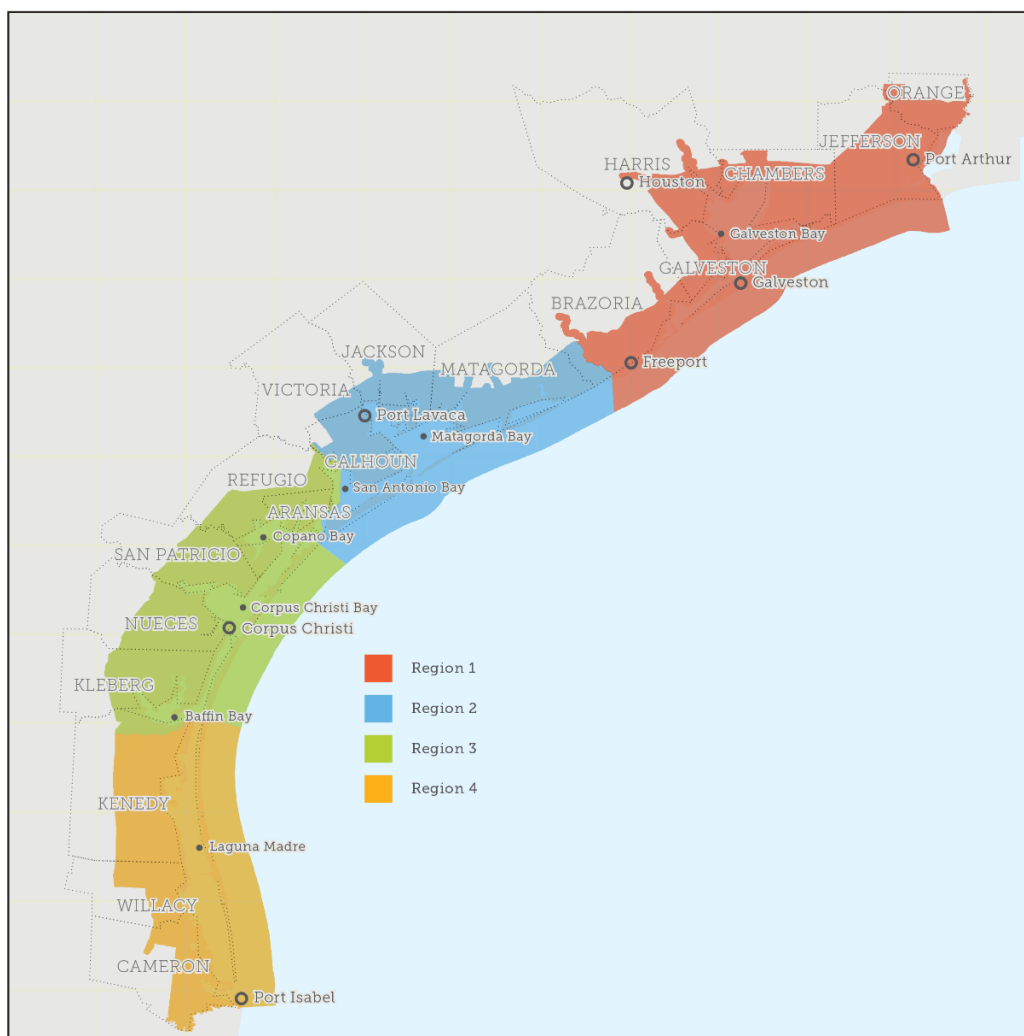 ORANGE
JEFFERSON
Port Arthur
HARRIS
Houston
CHAMBERS
Galveston Bay
GALVESTON
Galveston
BRAZORIA
Freeport
JACKSON
MATAGORDA
VICTORIA
Port Lavaca
Matagorda Bay
CALHOUN
REFUGIO
San Antonio Bay
ARANSAS
Copano Bay
SAN PATRICIO
Corpus Christi Bay
NUECES
Corpus Christi
Region 1
KLEBERG
Region 2
Baffin Bay
Region 3
Region 4
KENEDY
Laguna Madre
WILLACY
CAMERON
Port Isabel